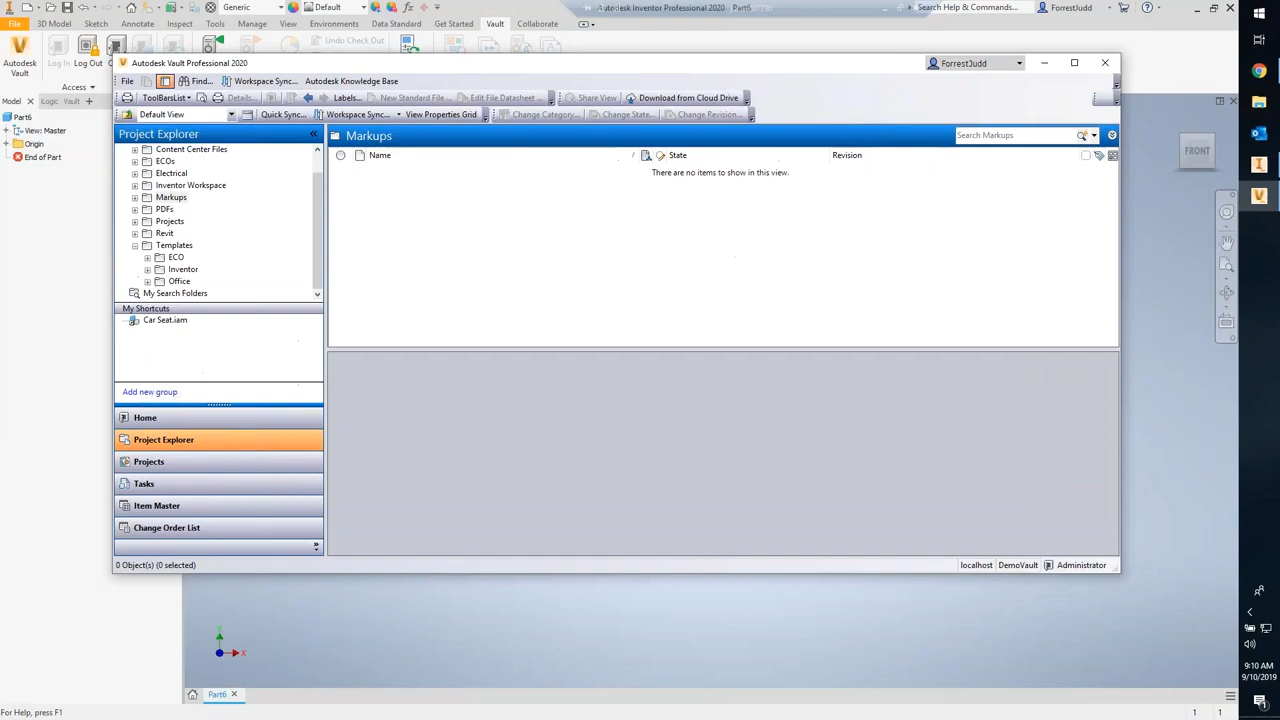 Generic
Default
Autodesk Inventor Professional 2020 Part6
Search Help & Commands...
ForrestJudd
File
3D Model
Sketch
Annotate
Inspect
Tools
Manage
View
Environments
Data Standard
Get Started
Vault
Collaborate
Autodesk
Vault
Log In
Log Out
Undo Check Out
Access
Model
iLogic
Vault
Part6
View: Master
Origin
End of Part
Autodesk Vault Professional 2020
ForrestJudd
File
Find...
Workspace Sync...
Autodesk Knowledge Base
ToolBarsList
Details...
Labels...
New Standard File...
Edit File Datasheet...
Share View
Download from Cloud Drive
Default View
Quick Sync...
Workspace Sync...
View Properties Grid
Change Category...
Change State...
Change Revision...
Project Explorer
Content Center Files
ECOs
Electrical
Inventor Workspace
Markups
PDFs
Projects
Revit
Templates
ECO
Inventor
Office
My Search Folders
My Shortcuts
Car Seat.iam
Add new group
Home
Project Explorer
Projects
Tasks
Item Master
Change Order List
Markups
Search Markups
Name
State
Revision
There are no items to show in this view.
0 Object(s) (0 selected)
localhost
DemoVault
Administrator
FRONT
Y
X
Part6
For Help, press F1
1
1
9:10 AM
9/10/2019
1